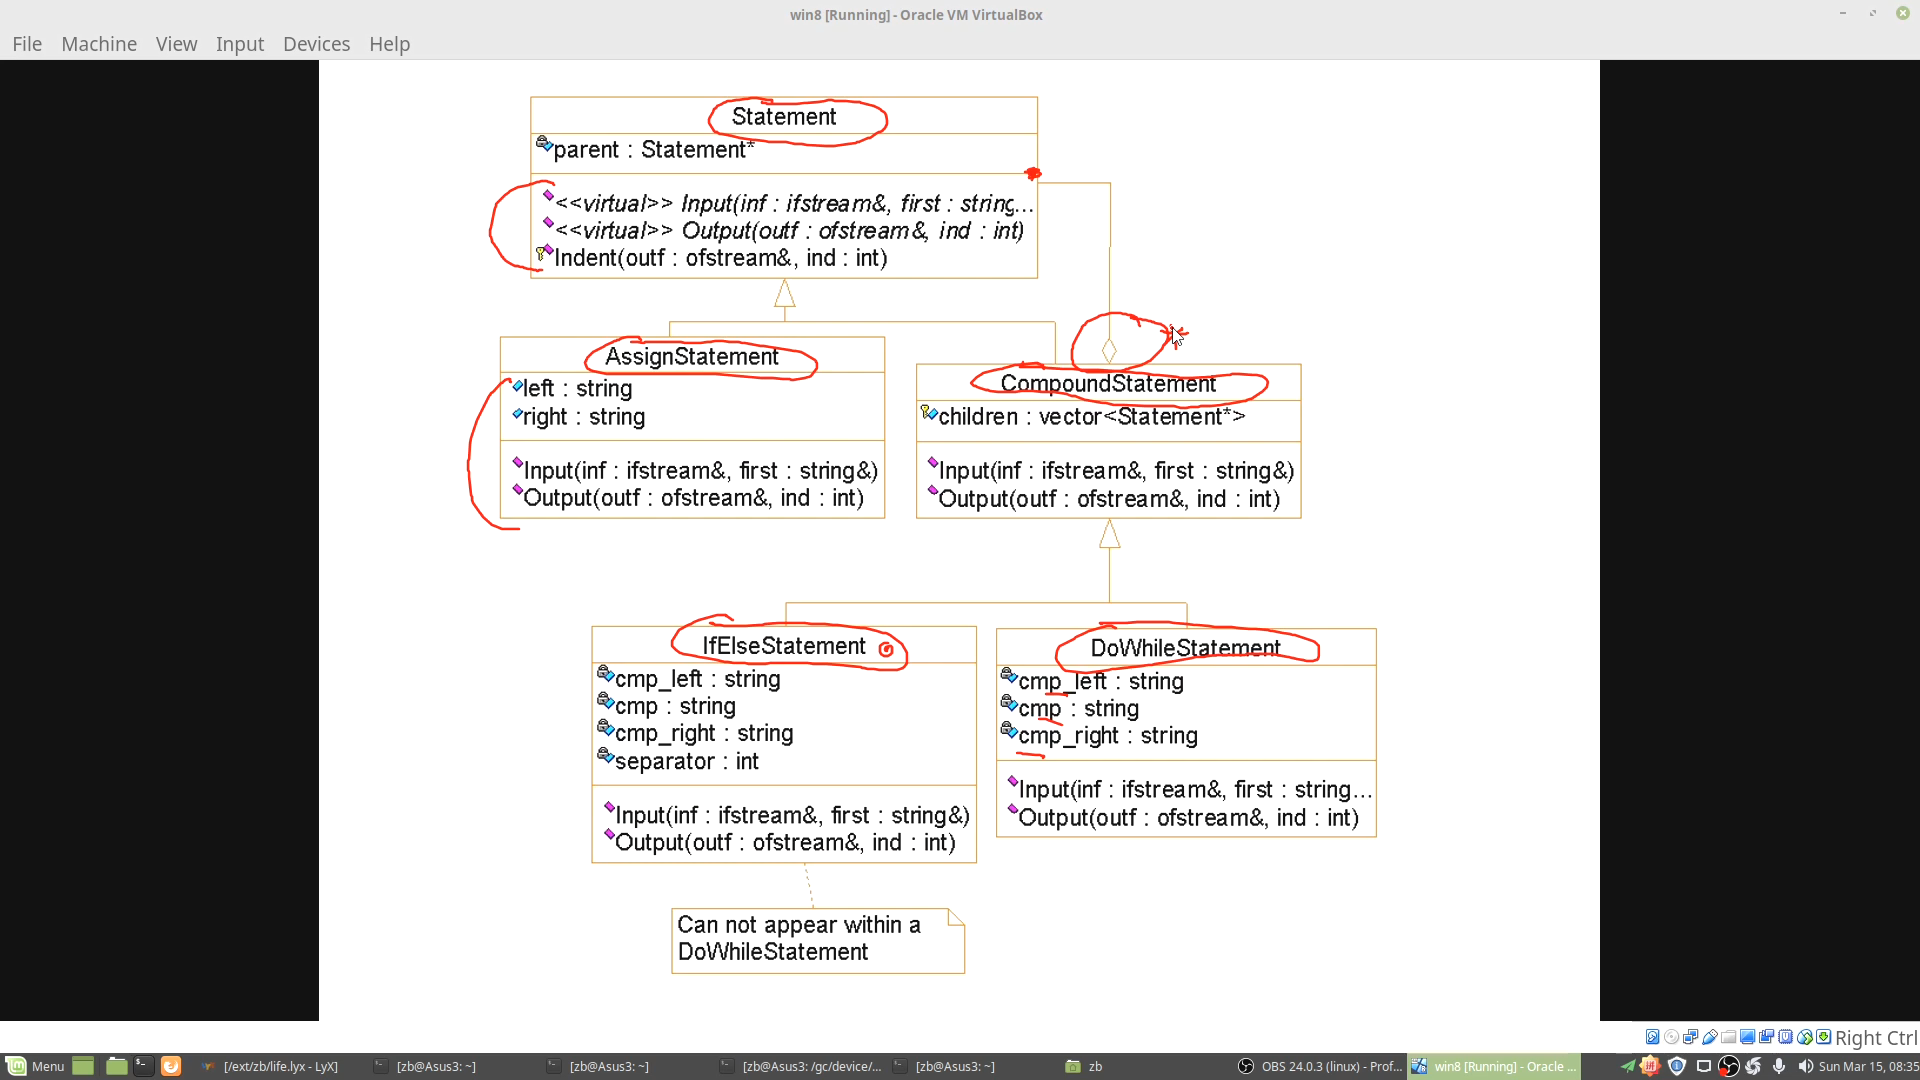 win8 [Running] - Oracle VM VirtualBox
File Machine View Input Devices Help
Statement
parent : Statement*
<<virtual>> Input(inf : ifstream&, first : string...
<<virtual>> Output(outf : ofstream&, ind : int)
Indent(outf : ofstream&, ind : int)
AssignStatement
left : string
right : string
Input(inf : ifstream&, first : string&)
Output(outf : ofstream&, ind : int)
CompoundStatement
children : vector<Statement*>
Input(inf : ifstream&, first : string&)
Output(outf : ofstream&, ind : int)
IfElseStatement
cmp_left : string
cmp : string
cmp_right : string
separator : int
Input(inf : ifstream&, first : string&)
Output(outf : ofstream&, ind : int)
DoWhileStatement
cmp_left : string
cmp : string
cmp_right : string
Input(inf : ifstream&, first : string...
Output(outf : ofstream&, ind : int)
Can not appear within a
DoWhileStatement
Right Ctrl
Menu [/ext/zb/life.lyx - LyX] [zb@Asus3: ~] [zb@Asus3: ~] [zb@Asus3: /gc/device/... [zb@Asus3: ~] zb OBS 24.0.3 (linux) - Prof... win8 [Running] - Oracle ... Sun Mar 15, 08:35